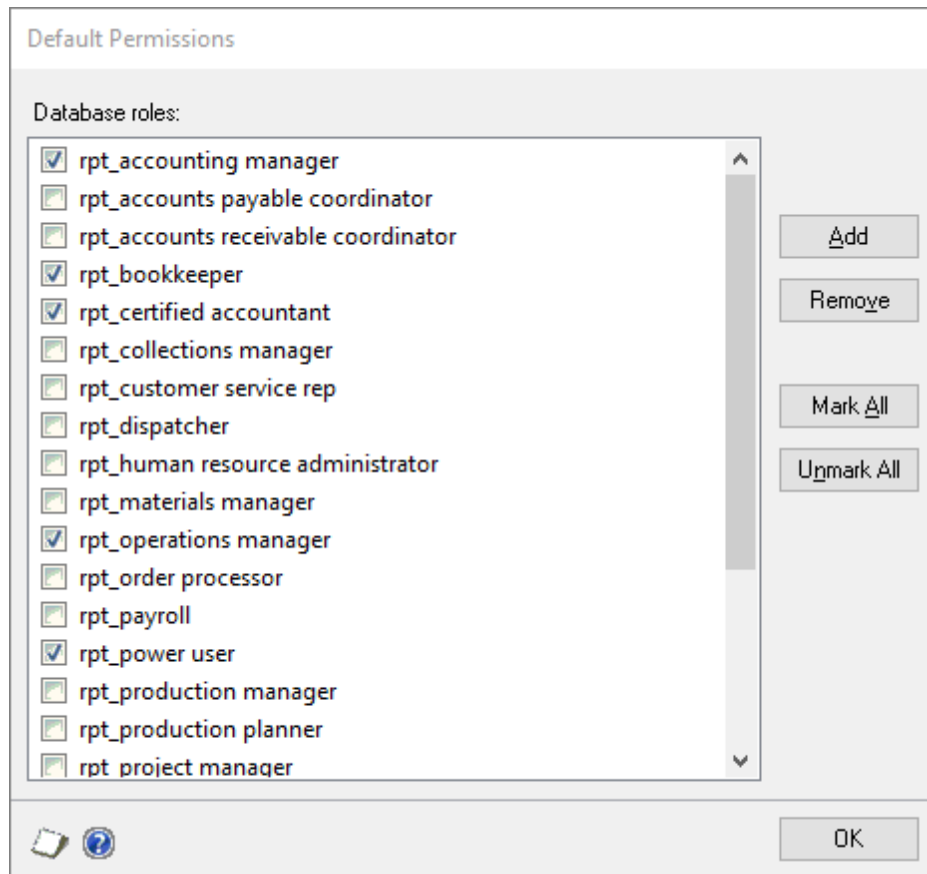 Default Permissions
Database roles:
rpt_accounting manager
rpt_accounts payable coordinator
rpt_accounts receivable coordinator
rpt_bookkeeper
rpt_certified accountant
rpt_collections manager
rpt_customer service rep
rpt_dispatcher
rpt_human resource administrator
rpt_materials manager
rpt_operations manager
rpt_order processor
rpt_payroll
rpt_power user
rpt_production manager
rpt_production planner
rpt_project manager
Add
Remove
Mark All
Unmark All
OK